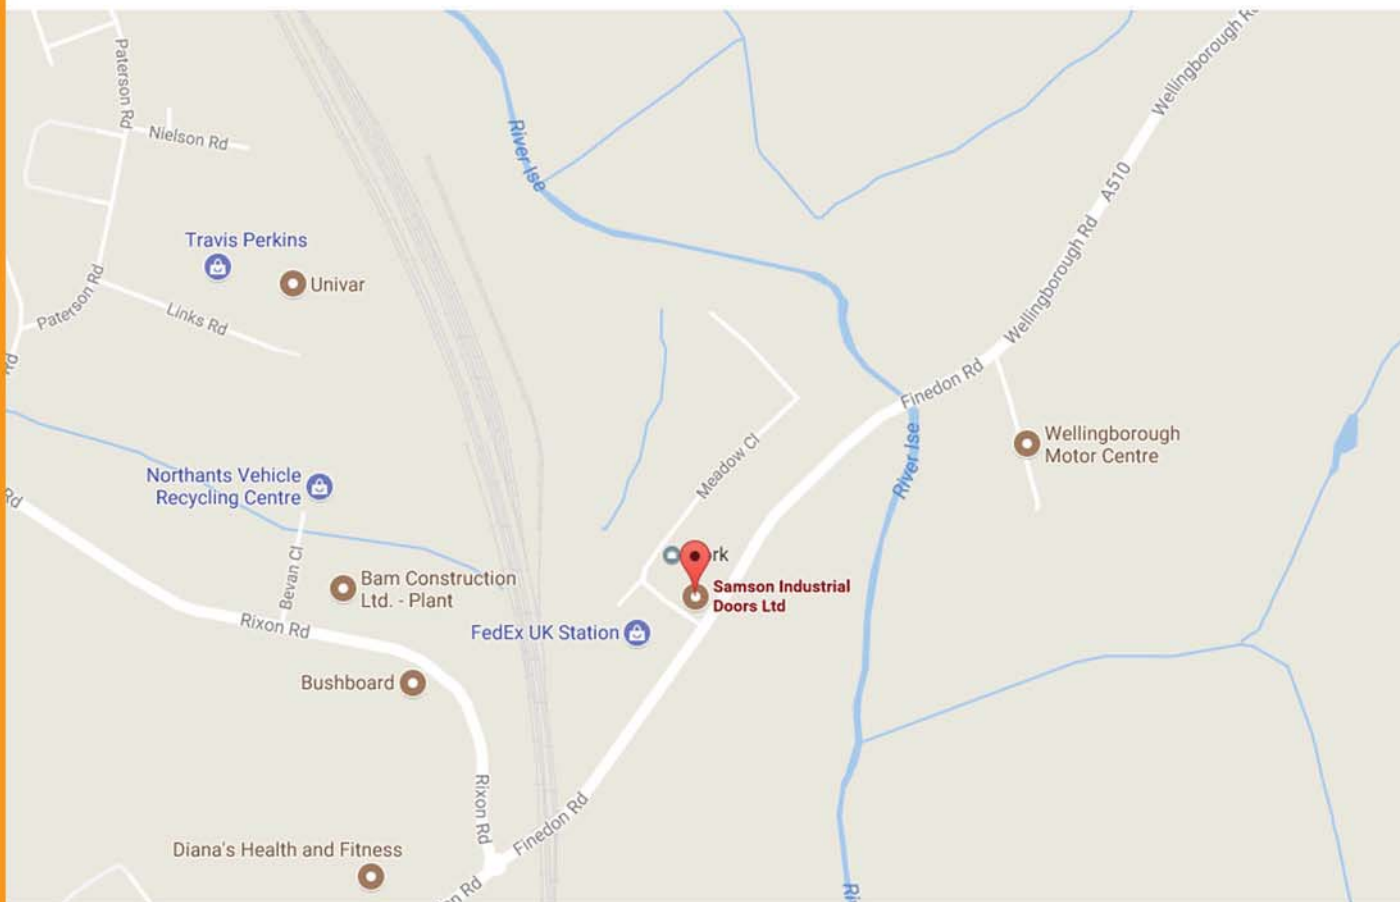 Wellingborough Rd
Paterson Rd
Nielson Rd
River Ise
A510
Travis Perkins
Univar
Wellingborough Rd
Paterson Rd
Links Rd
Rd
Finedon Rd
Wellingborough
Motor Centre
Meadow Cl
River Ise
Northants Vehicle
Recycling Centre
Rd
Bevan Cl
Bam Construction
Ltd. - Plant
rk
Samson Industrial
Doors Ltd
Rixon Rd
FedEx UK Station
Bushboard
Rixon Rd
Finedon Rd
Diana's Health and Fitness
n Rd
Ri